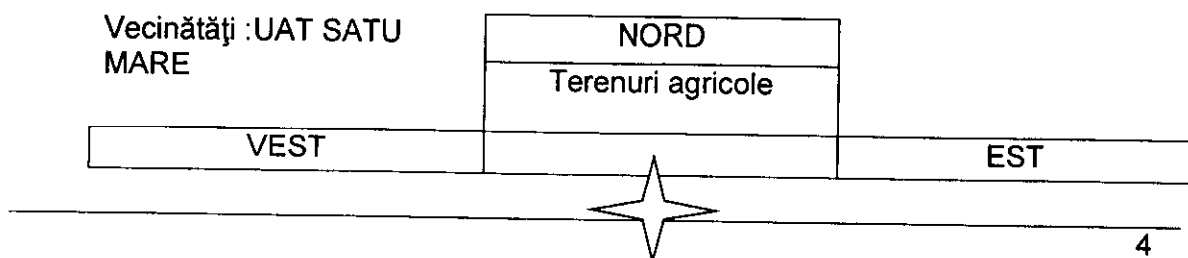 Vecinătăţi :UAT SATU
MARE
NORD
Terenuri agricole
VEST
EST
4